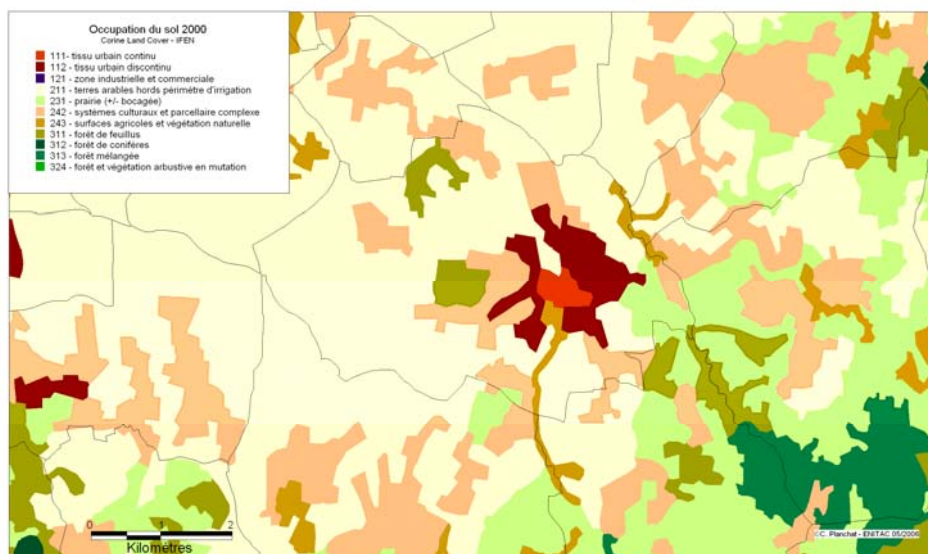 Occupation du sol 2000
Corine Land Cover - IFEN
111- tissu urbain continu
112 - tissu urbain discontinu
121 - zone industrielle et commerciale
211 - terres arables hords périmètre d'irrigation
231 - prairie (+/- bocagée)
242 - systèmes culturaux et parcellaire complexe
243 - surfaces agricoles et végétation naturelle
311 - forêt de feuillus
312 - forêt de conifères
313 - forêt mélangée
324 - forêt et végétation arbustive en mutation
0 1 2
Kilomètres
©C. Planchat - ENITAC 05/2006